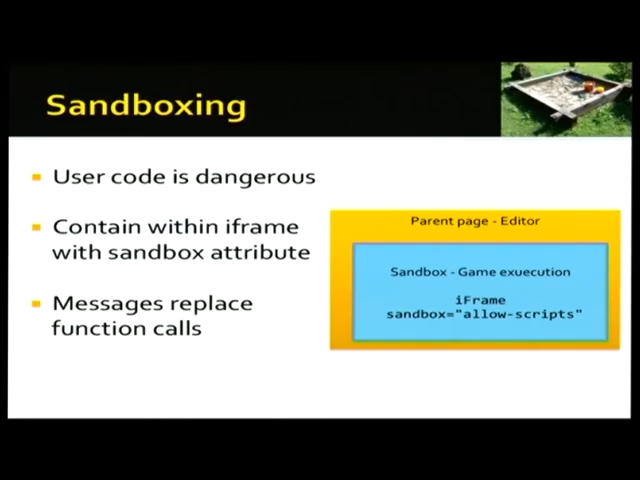 Sandboxing
User code is dangerous
Contain within iframe
with sandbox attribute
Messages replace
function calls
Parent page - Editor
Sandbox - Game exuecution
iFrame
sandbox="allow-scripts"